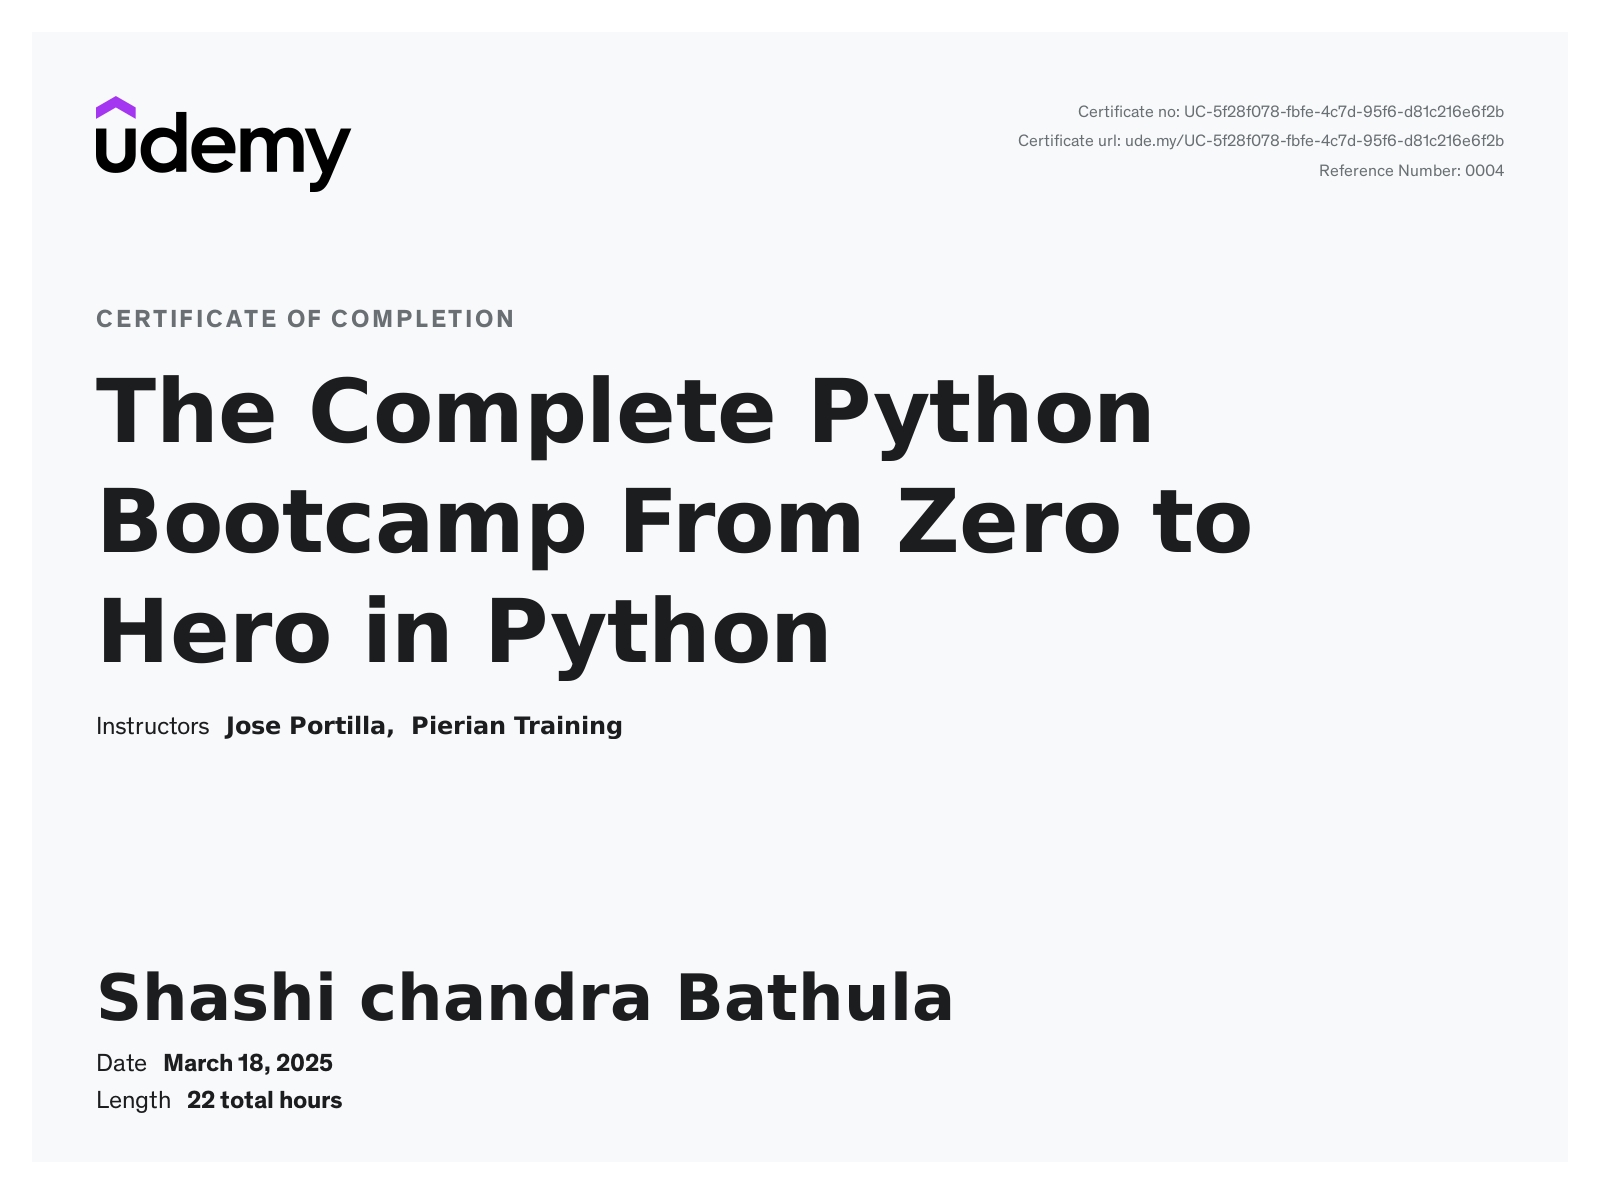 udemy
Certificate no: UC-5f28f078-fbfe-4c7d-95f6-d81c216e6f2b
Certificate url: ude.my/UC-5f28f078-fbfe-4c7d-95f6-d81c216e6f2b
Reference Number: 0004
CERTIFICATE OF COMPLETION
The Complete Python
Bootcamp From Zero to
Hero in Python
Instructors Jose Portilla, Pierian Training
Shashi chandra Bathula
Date March 18, 2025
Length 22 total hours